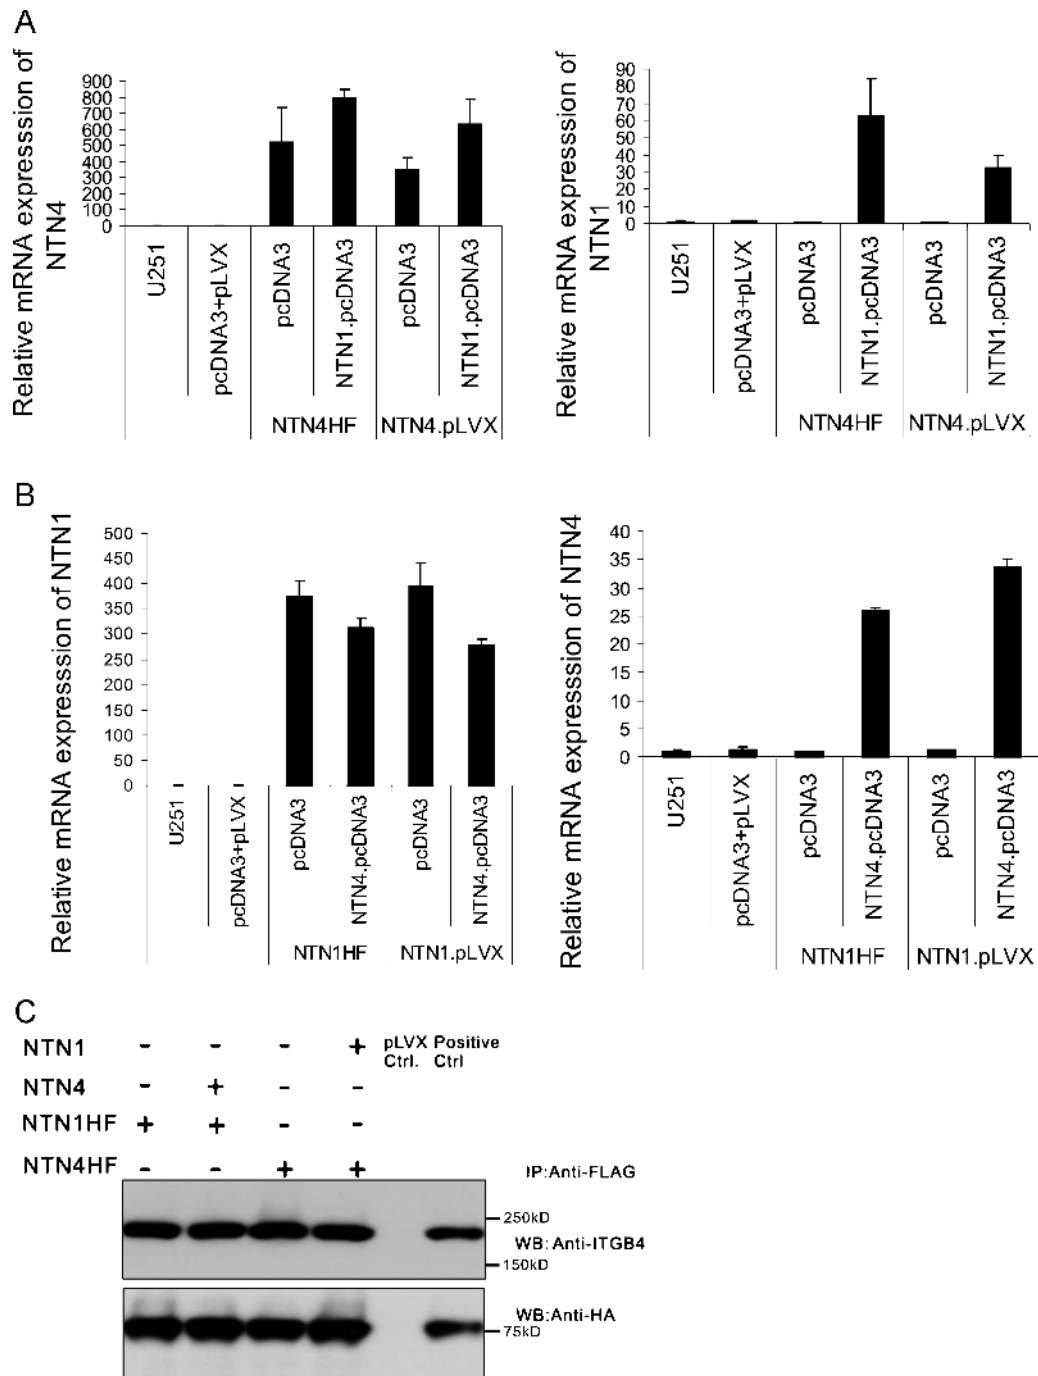 A
Relative mRNA expresssion of
NTN4
900
800
700
600
500
400
300
200
100
0
U251
pcDNA3+pLVX
pcDNA3
NTN1.pcDNA3
pcDNA3
NTN1.pcDNA3
NTN4HF
NTN4.pLVX
Relative mRNA expression of
NTN1
90
80
70
60
50
40
30
20
10
0
U251
pcDNA3+pLVX
pcDNA3
NTN1.pcDNA3
pcDNA3
NTN1.pcDNA3
NTN4HF
NTN4.pLVX
B
Relative mRNA expresssion of NTN1
500
450
400
350
300
250
200
150
100
50
0
U251
pcDNA3+pLVX
pcDNA3
NTN4.pcDNA3
pcDNA3
NTN4.pcDNA3
NTN1HF
NTN1.pLVX
Relative mRNA expresssion of NTN4
40
35
30
25
20
15
10
5
0
U251
pcDNA3+pLVX
pcDNA3
NTN4.pcDNA3
pcDNA3
NTN4.pcDNA3
NTN1HF
NTN1.pLVX
C
NTN1 - - - + pLVX Positive
Ctrl. Ctrl
NTN4 - + - -
NTN1HF + + - -
NTN4HF - - + +
IP:Anti-FLAG
250kD
WB: Anti-ITGB4
150kD
WB:Anti-HA
75kD